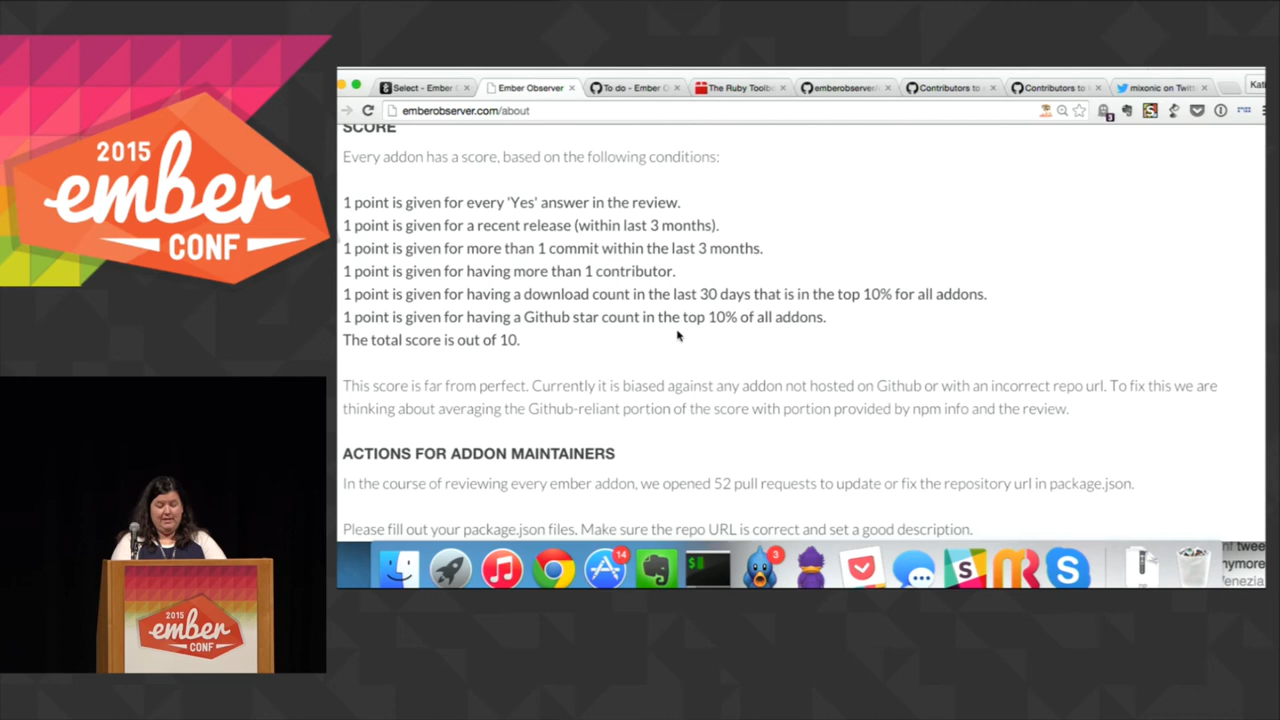 2015
ember
CONF
Select - Ember
Ember Observer
To do - Ember
The Ruby Toolb
emberobserver
Contributors to
Contributors to
mixonic on Twitt
Kat
emberobserver.com/about
3
SCORE
Every addon has a score, based on the following conditions:
1 point is given for every 'Yes' answer in the review.
1 point is given for a recent release (within last 3 months).
1 point is given for more than 1 commit within the last 3 months.
1 point is given for having more than 1 contributor.
1 point is given for having a download count in the last 30 days that is in the top 10% for all addons.
1 point is given for having a Github star count in the top 10% of all addons.
The total score is out of 10.
This score is far from perfect. Currently it is biased against any addon not hosted on Github or with an incorrect repo url. To fix this we are
thinking about averaging the Github-reliant portion of the score with portion provided by npm info and the review.
ACTIONS FOR ADDON MAINTAINERS
In the course of reviewing every ember addon, we opened 52 pull requests to update or fix the repository url in package.json.
Please fill out your package.json files. Make sure the repo URL is correct and set a good description.
14
3
nymore
enezia
2015
ember
CONF